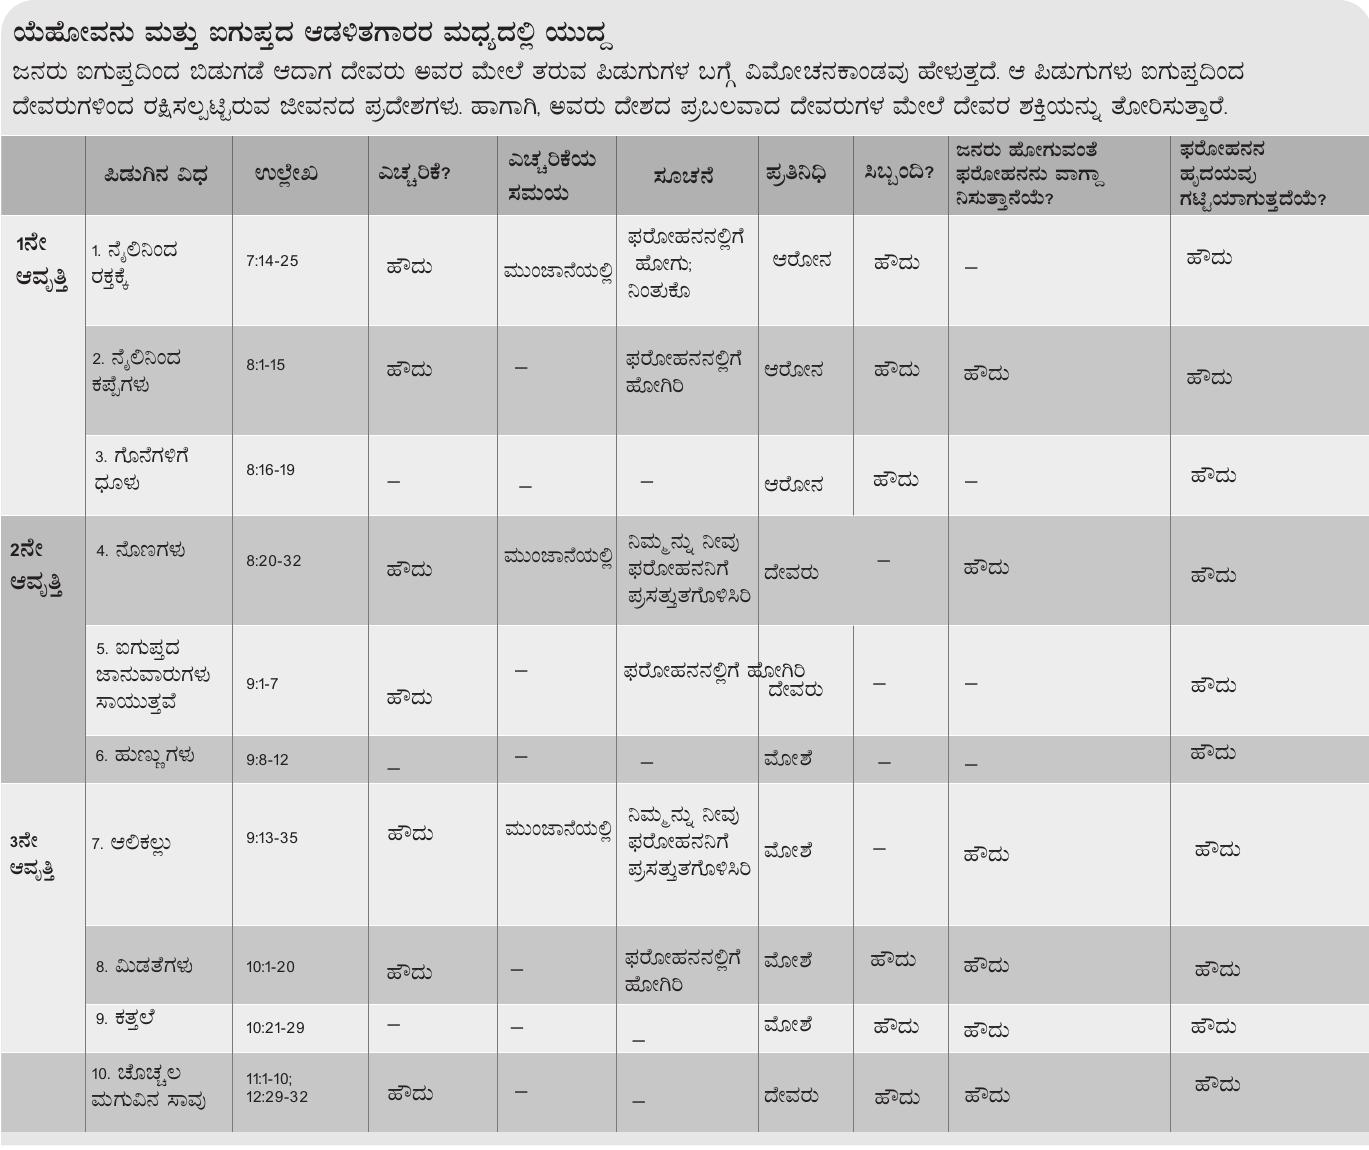 ಯೆಹೋವನು ಮತ್ತು ಐಗುಪ್ತದ ಆಡಳಿತಗಾರರ ಮಧ್ಯದಲ್ಲಿ ಯುದ್ದ
ಜನರು ಐಗುಪ್ತದಿಂದ ಬಿಡುಗಡೆ ಆದಾಗ ದೇವರು ಅವರ ಮೇಲೆ ತರುವ ಪಿಡುಗುಗಳ ಬಗ್ಗೆ ವಿಮೋಚನಕಾಂಡವು ಹೇಳುತ್ತದೆ. ಆ ಪಿಡುಗುಗಳು ಐಗುಪ್ತದಿಂದ
ದೇವರುಗಳಿಂದ ರಕ್ಷಿಸಲ್ಪಟ್ಟಿರುವ ಜೀವನದ ಪ್ರದೇಶಗಳು. ಹಾಗಾಗಿ, ಅವರು ದೇಶದ ಪ್ರಬಲವಾದ ದೇವರುಗಳ ಮೇಲೆ ದೇವರ ಶಕ್ತಿಯನ್ನು ತೋರಿಸುತ್ತಾರೆ.
ಪಿಡುಗಿನ ವಿಧ
ಉಲ್ಲೇಖ
ಎಚ್ಚರಿಕೆ?
ಎಚ್ಚರಿಕೆಯ
ಸಮಯ
ಸೂಚನೆ
ಪ್ರತಿನಿಧಿ
ಸಿಬ್ಬಂದಿ?
ಜನರು ಹೋಗುವಂತೆ
ಫರೋಹನನು ವಾಗ್ದಾ
ನಿಸುತ್ತಾನೆಯೆ?
ಫರೋಹನನ
ಹೃದಯವು
ಗಟ್ಟಿಯಾಗುತ್ತದೆಯೆ?
1ನೇ
ಆವೃತ್ತಿ
1. ನೈಲಿನಿಂದ
ರಕ್ತಕ್ಕೆ
7:14-25
ಹೌದು
ಮುಂಜಾನೆಯಲ್ಲಿ
ಫರೋಹನನಲ್ಲಿಗೆ
ಹೋಗು;
ನಿಂತುಕೊ
ಆರೋನ
ಹೌದು
–
ಹೌದು
2. ನೈಲಿನಿಂದ
ಕಪ್ಪೆಗಳು
8:1-15
ಹೌದು
–
ಫರೋಹನನಲ್ಲಿಗೆ
ಹೋಗಿರಿ
ಆರೋನ
ಹೌದು
ಹೌದು
ಹೌದು
3. ಗೊನೆಗಳಿಗೆ
ಧೂಳು
8:16-19
–
–
–
ಆರೋನ
ಹೌದು
–
ಹೌದು
2ನೇ
ಆವೃತ್ತಿ
4. ನೊಣಗಳು
8:20-32
ಹೌದು
ಮುಂಜಾನೆಯಲ್ಲಿ
ನಿಮ್ಮನ್ನು ನೀವು
ಫರೋಹನನಿಗೆ
ಪ್ರಸತ್ತುತಗೊಳಿಸಿರಿ
ದೇವರು
–
ಹೌದು
ಹೌದು
5. ಐಗುಪ್ತದ
ಜಾನುವಾರುಗಳು
ಸಾಯುತ್ತವೆ
9:1-7
ಹೌದು
–
ಫರೋಹನನಲ್ಲಿಗೆ ಹೋಗಿರಿ
ದೇವರು
–
–
ಹೌದು
6. ಹುಣ್ಣುಗಳು
9:8-12
–
–
–
ಮೋಶೆ
–
–
ಹೌದು
3ನೇ
ಆವೃತ್ತಿ
7. ಆಲಿಕಲ್ಲು
9:13-35
ಹೌದು
ಮುಂಜಾನೆಯಲ್ಲಿ
ನಿಮ್ಮನ್ನು ನೀವು
ಫರೋಹನನಿಗೆ
ಪ್ರಸತ್ತುತಗೊಳಿಸಿರಿ
ಮೋಶೆ
–
ಹೌದು
ಹೌದು
8. ಮಿಡತೆಗಳು
10:1-20
ಹೌದು
–
ಫರೋಹನನಲ್ಲಿಗೆ
ಹೋಗಿರಿ
ಮೋಶೆ
ಹೌದು
ಹೌದು
ಹೌದು
9. ಕತ್ತಲೆ
10:21-29
–
–
–
ಮೋಶೆ
ಹೌದು
ಹೌದು
ಹೌದು
10. ಚೊಚ್ಚಲ
ಮಗುವಿನ ಸಾವು
11:1-10;
12:29-32
ಹೌದು
–
–
ದೇವರು
ಹೌದು
ಹೌದು
ಹೌದು